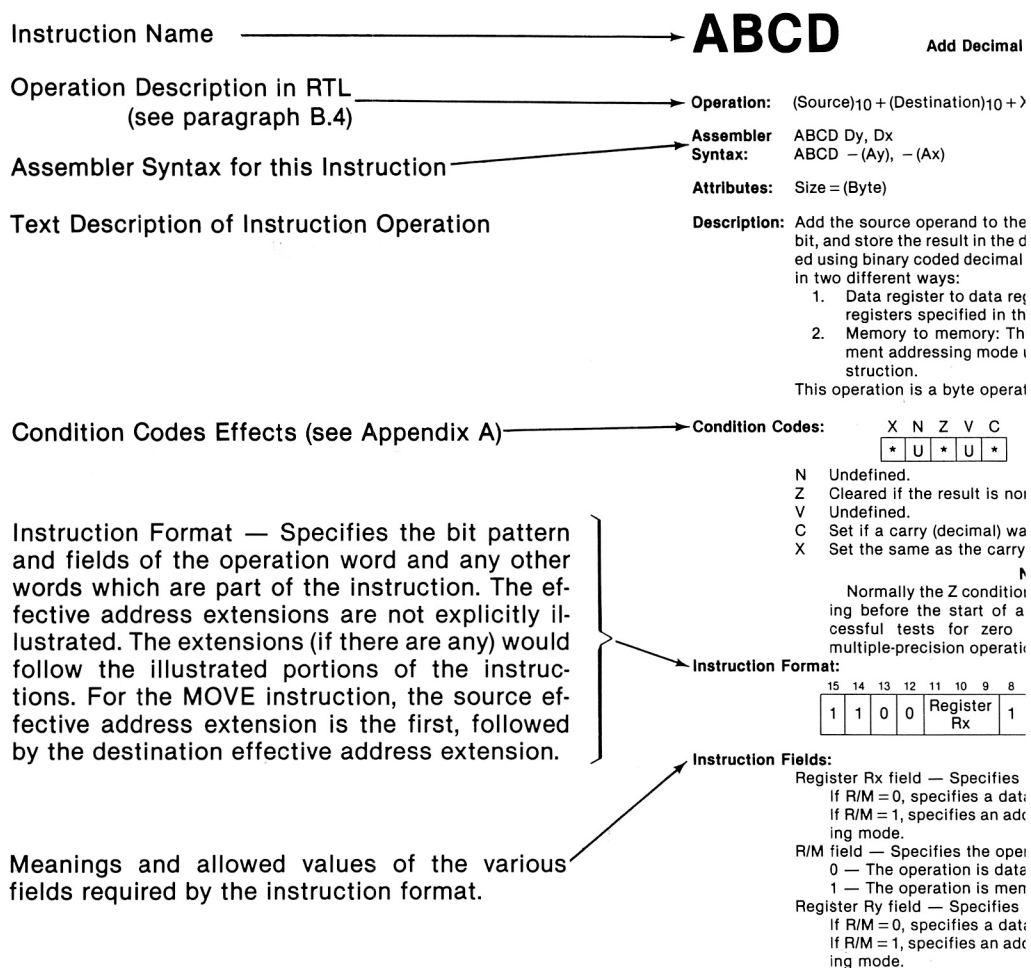 Instruction Name
ABCD
Add Decimal
Operation Description in RTL
(see paragraph B.4)
Operation: (Source)10 + (Destination)10 +
Assembler Syntax for this Instruction
Assembler ABCD Dy, Dx
Syntax: ABCD −(Ay), −(Ax)
Attributes: Size = (Byte)
Text Description of Instruction Operation
Description: Add the source operand to the
bit, and store the result in the d
ed using binary coded decimal
in two different ways:
1. Data register to data reg
registers specified in th
2. Memory to memory: Th
ment addressing mode
struction.
This operation is a byte operat
Condition Codes Effects (see Appendix A)
Condition Codes: X N Z V C
* U * U *
N Undefined.
Z Cleared if the result is non
V Undefined.
C Set if a carry (decimal) wa
X Set the same as the carry
N
Normally the Z condition
ing before the start of a
cessful tests for zero
multiple-precision operatio
Instruction Format — Specifies the bit pattern
and fields of the operation word and any other
words which are part of the instruction. The ef-
fective address extensions are not explicitly il-
lustrated. The extensions (if there are any) would
follow the illustrated portions of the instruc-
tions. For the MOVE instruction, the source ef-
fective address extension is the first, followed
by the destination effective address extension.
Instruction Format:
15 14 13 12 11 10 9 8
1 1 0 0 Register 1
Rx
Instruction Fields:
Register Rx field — Specifies
If R/M = 0, specifies a data
If R/M = 1, specifies an add
ing mode.
R/M field — Specifies the oper
0 — The operation is data
1 — The operation is mem
Register Ry field — Specifies
If R/M = 0, specifies a data
If R/M = 1, specifies an add
ing mode.
Meanings and allowed values of the various
fields required by the instruction format.